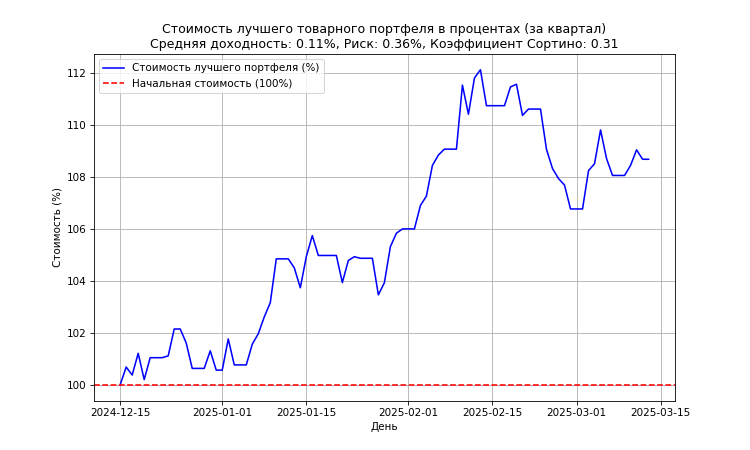 Стоимость лучшего товарного портфеля в процентах (за квартал)
Средняя доходность: 0.11%, Риск: 0.36%, Коэффициент Сортино: 0.31
Стоимость лучшего портфеля (%)
Начальная стоимость (100%)
Стоимость (%)
112
110
108
106
104
102
100
2024-12-15
2025-01-01
2025-01-15
2025-02-01
2025-02-15
2025-03-01
2025-03-15
День